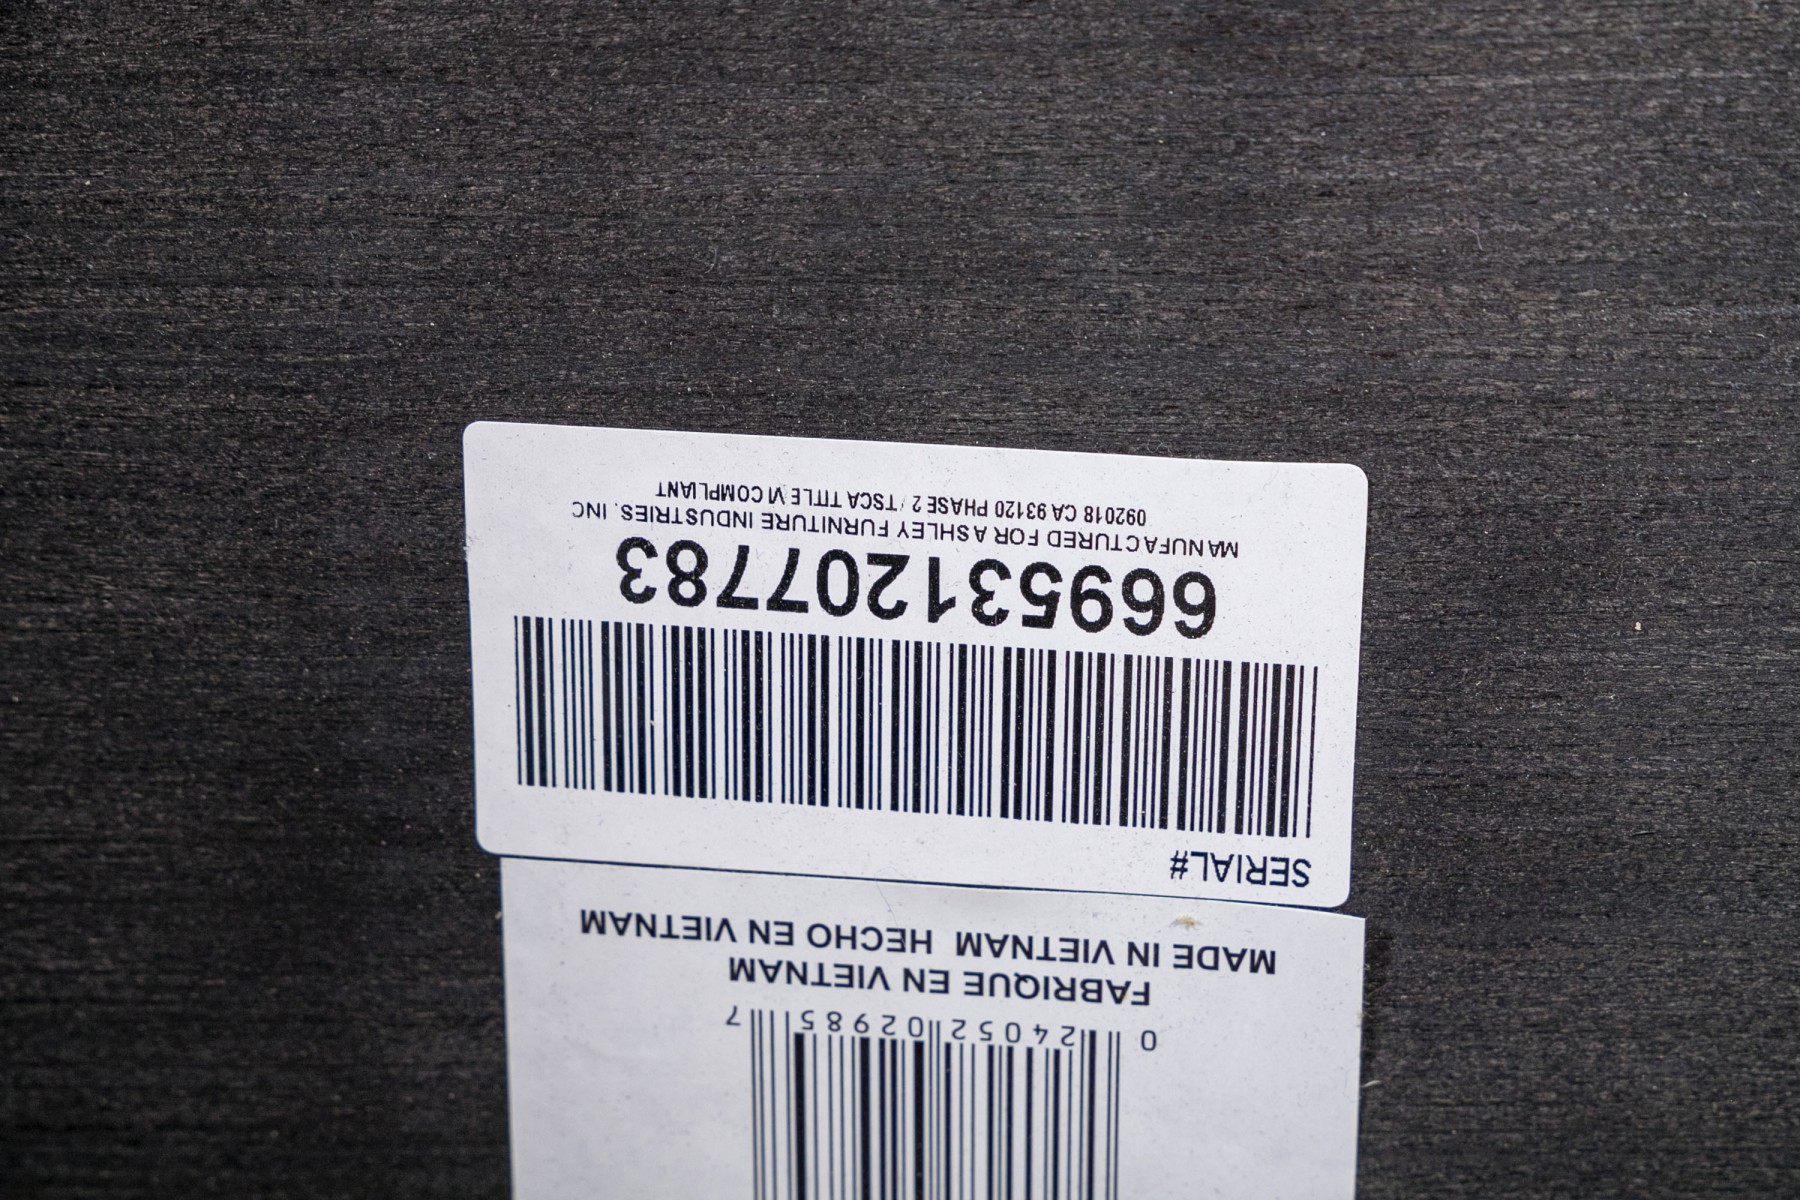 0 24052 02985 7
FABRIQUE EN VIETNAM
MADE IN VIETNAM HECHO EN VIETNAM
SERIAL#
669531207783
MANUFACTURED FOR ASHLEY FURNITURE INDUSTRIES, INC
092018 CA 93120 PHASE 2 / TSCA TITLE VI COMPLIANT